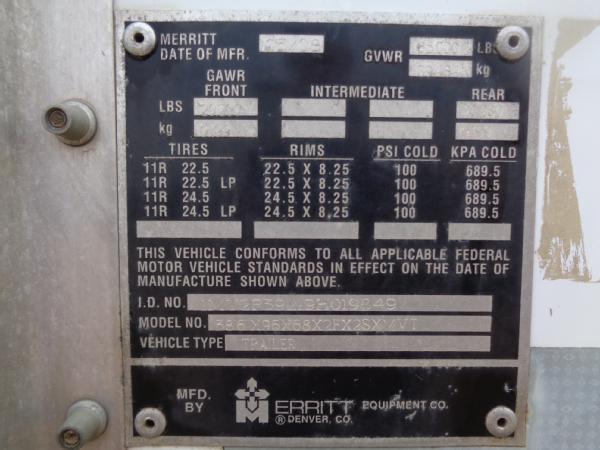 MERRITT
DATE OF MFR.
GVWR LBS
kg
GAWR
FRONT INTERMEDIATE REAR
LBS
kg
TIRES RIMS PSI COLD KPA COLD
11R 22.5 22.5 X 8.25 100 689.5
11R 22.5 LP 22.5 X 8.25 100 689.5
11R 24.5 24.5 X 8.25 100 689.5
11R 24.5 LP 24.5 X 8.25 100 689.5
THIS VEHICLE CONFORMS TO ALL APPLICABLE FEDERAL
MOTOR VEHICLE STANDARDS IN EFFECT ON THE DATE OF
MANUFACTURE SHOWN ABOVE.
I.D. NO.
MODEL NO.
VEHICLE TYPE TRAILER
MFD.
BY
MERRITT EQUIPMENT CO.
® DENVER, CO.